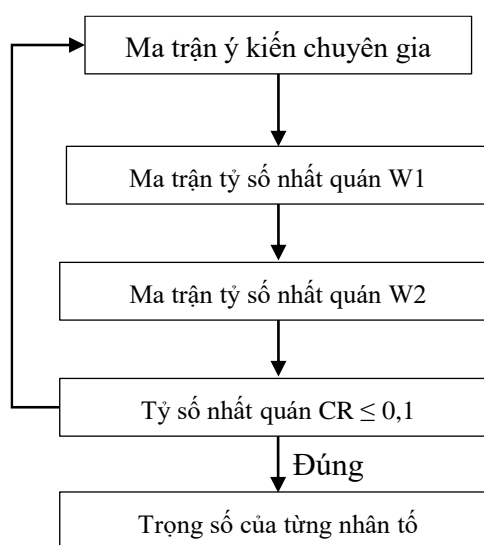 Ma trận ý kiến chuyên gia
Ma trận tỷ số nhất quán W1
Ma trận tỷ số nhất quán W2
Tỷ số nhất quán CR ≤ 0,1
Đúng
Trọng số của từng nhân tố